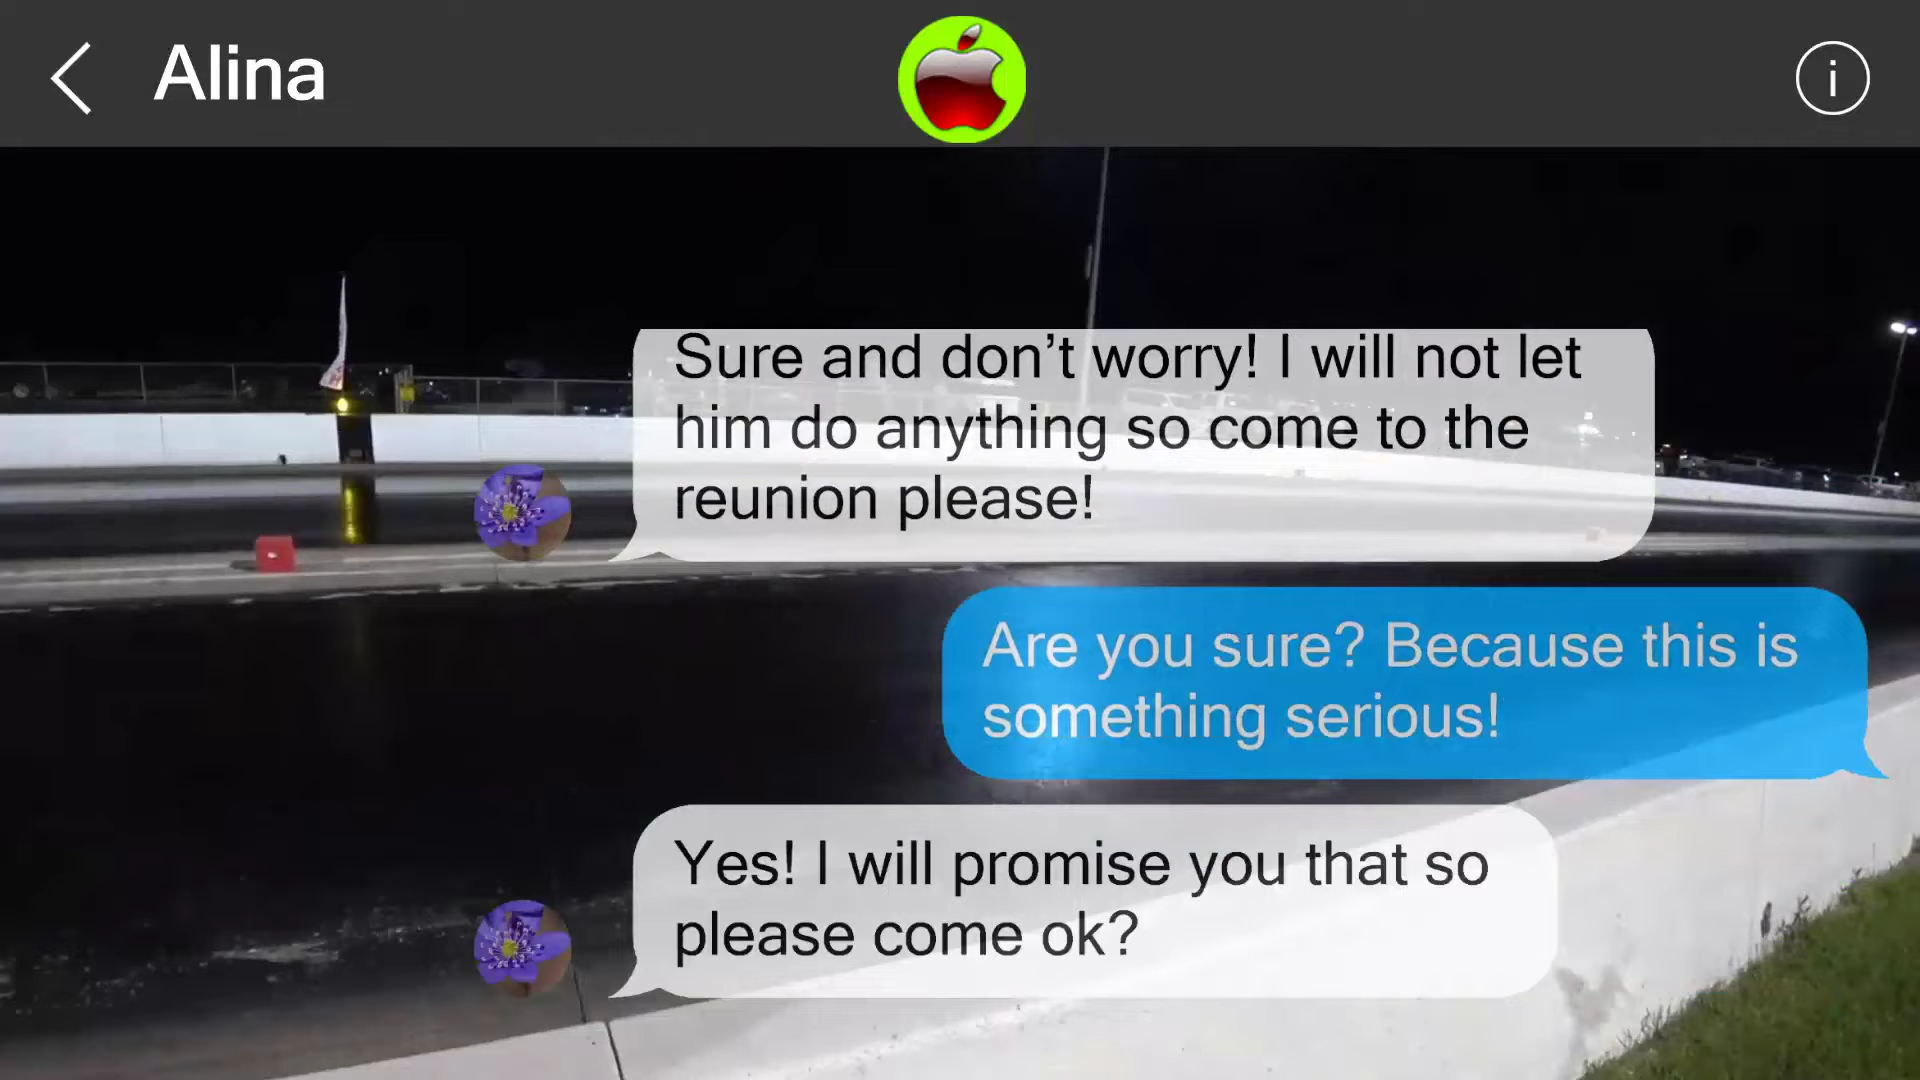 Alina
Sure and don’t worry! I will not let
him do anything so come to the
reunion please!
Are you sure? Because this is
something serious!
Yes! I will promise you that so
please come ok?